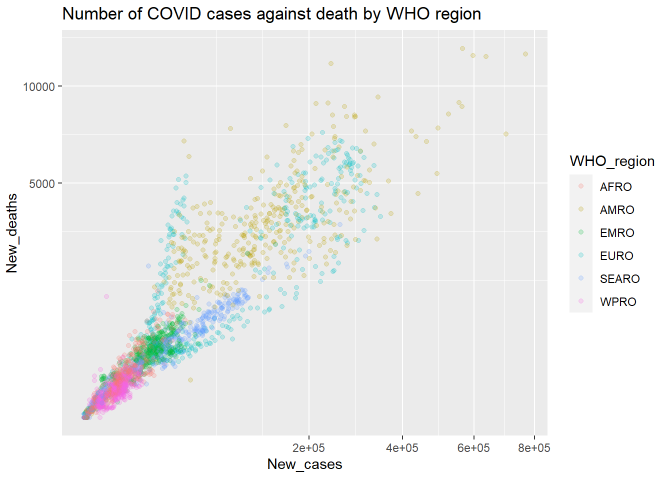 Number of COVID cases against death by WHO region
10000
5000
New_deaths
2e+05
4e+05
6e+05
8e+05
New_cases
WHO_region
AFRO
AMRO
EMRO
EURO
SEARO
WPRO